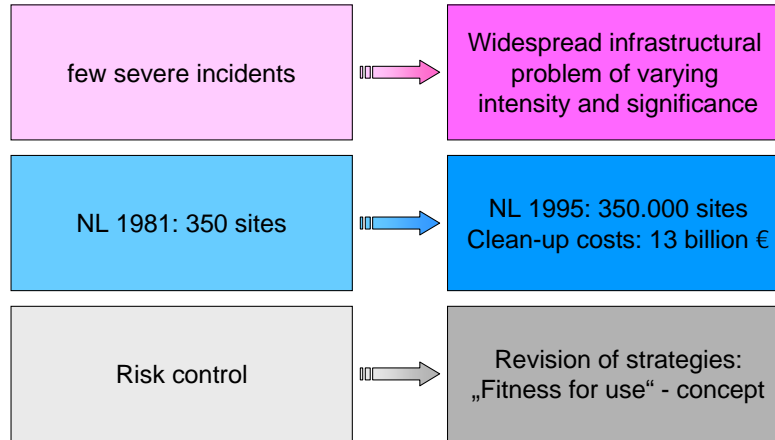 few severe incidents
Widespread infrastructural
problem of varying
intensity and significance
NL 1981: 350 sites
NL 1995: 350.000 sites
Clean-up costs: 13 billion €
Risk control
Revision of strategies:
„Fitness for use“ - concept